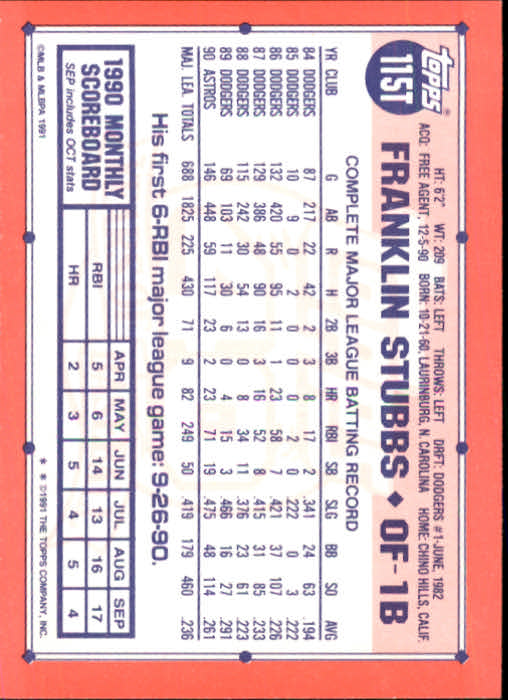 TOPPS®
115T
FRANKLIN STUBBS ◆ OF-1B
HT: 6'2" WT: 209 BATS: LEFT THROWS: LEFT DRFT: DODGERS #1-JUNE, 1982
ACQ: FREE AGENT, 12-5-90 BORN: 10-21-60, LAURINBURG, N. CAROLINA HOME: CHINO HILLS, CALIF.
COMPLETE MAJOR LEAGUE BATTING RECORD
YR CLUB G AB R H 2B 3B HR RBI SB SLG BB SO AVG
84 DODGERS 87 217 22 42 2 3 8 17 2 .341 24 63 .194
85 DODGERS 10 9 0 2 0 0 0 2 0 .222 0 3 .222
86 DODGERS 132 420 55 95 11 1 23 58 7 .421 37 107 .226
87 DODGERS 129 386 48 90 16 3 16 52 8 .415 31 85 .233
88 DODGERS 115 242 30 54 13 0 8 34 11 .376 23 61 .223
89 DODGERS 69 103 11 30 6 0 4 15 3 .466 16 27 .291
90 ASTROS 146 448 59 117 23 2 23 71 19 .475 48 114 .261
MAJ. LEA. TOTALS 688 1825 225 430 71 9 82 249 50 .419 179 460 .236
His first 6-RBI major league game: 9-26-90.
1990 MONTHLY
SCOREBOARD
SEP includes OCT stats
APR MAY JUN JUL AUG SEP
RBI 5 6 14 13 16 17
HR 2 3 5 4 5 4
©MLB & MLBPA 1991
* * ©1991 THE TOPPS COMPANY, INC.